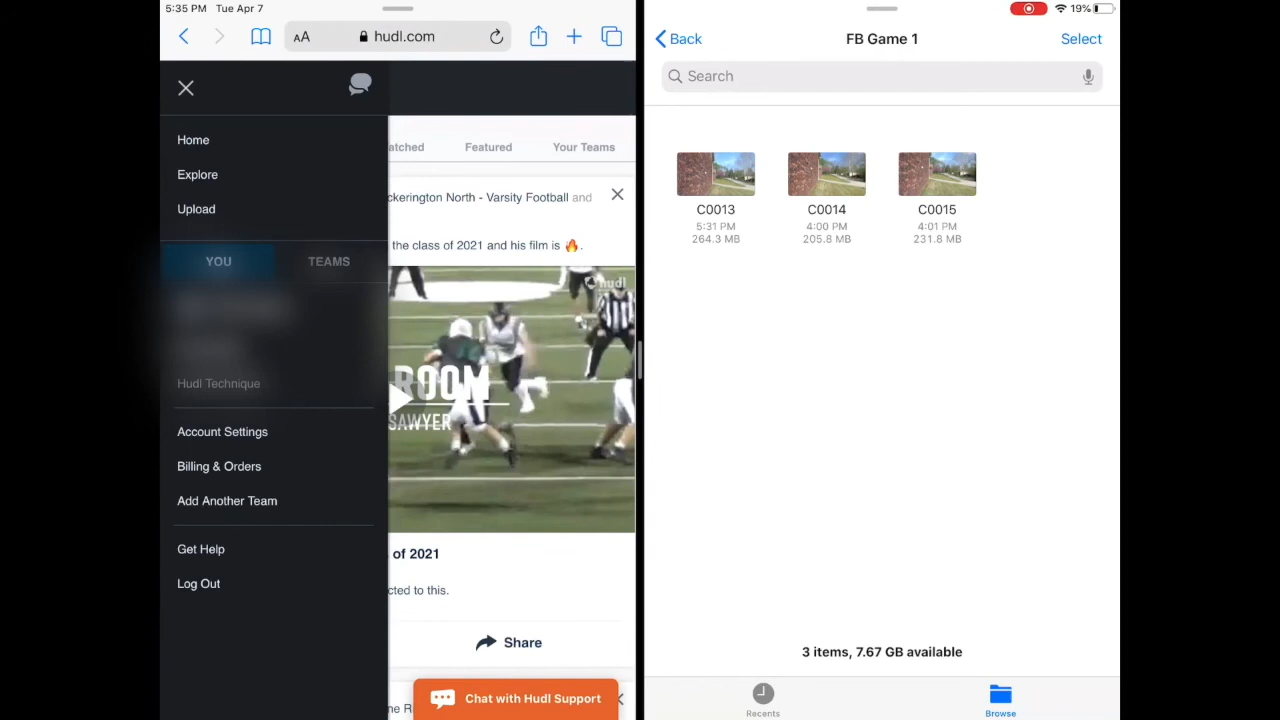 5:35 PM Tue Apr 7
19%
AA hudl.com
Back
FB Game 1
Select
Search
Home
Explore
Upload
YOU TEAMS
Hudl Technique
Account Settings
Billing & Orders
Add Another Team
Get Help
Log Out
atched Featured Your Teams
ckerington North - Varsity Football and
the class of 2021 and his film is 🔥.
hudl
ROOM
SAWYER
of 2021
cted to this.
Share
Chat with Hudl Support
C0013 C0014 C0015
5:31 PM 4:00 PM 4:01 PM
264.3 MB 205.8 MB 231.8 MB
3 items, 7.67 GB available
Recents Browse